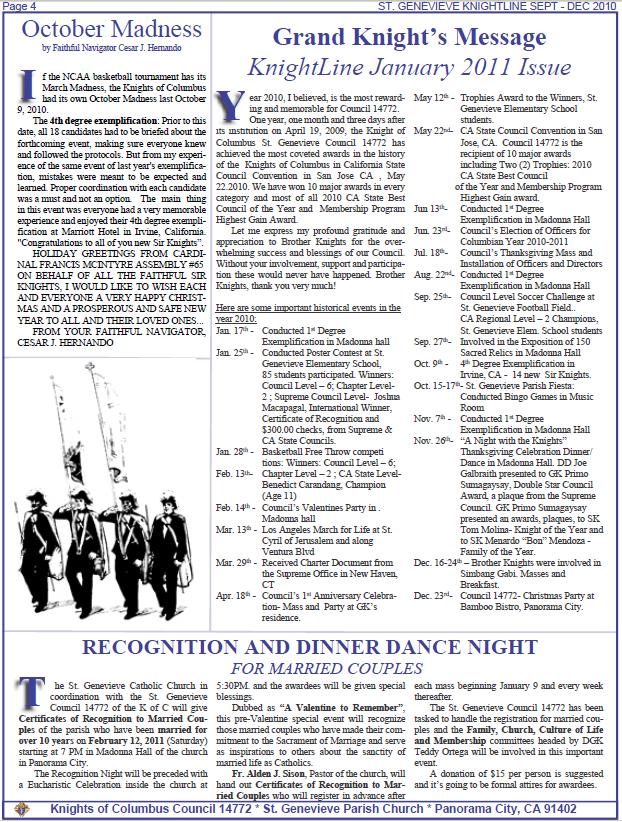 Page 4
ST. GENEVIEVE KNIGHTLINE SEPT - DEC 2010
October Madness
by Faithful Navigator Cesar J. Hernando
If the NCAA basketball tournament has its
March Madness, the Knights of Columbus
had its own October Madness last October
9, 2010.
The 4th degree exemplification: Prior to this
date, all 18 candidates had to be briefed about the
forthcoming event, making sure everyone knew
and followed the protocols. But from my experi-
ence of the same event of last year's exemplifica-
tion, mistakes were meant to be expected and
learned. Proper coordination with each candidate
was a must and not an option. The main thing
in this event was everyone had a very memorable
experience and enjoyed their 4th degree exempli-
fication at Marriott Hotel in Irvine, California.
"Congratulations to all of you new Sir Knights".
HOLIDAY GREETINGS FROM CARDI-
NAL FRANCIS MCINTYRE ASSEMBLY #65
ON BEHALF OF ALL THE FAITHFUL SIR
KNIGHTS, I WOULD LIKE TO WISH EACH
AND EVERYONE A VERY HAPPY CHRIST-
MAS AND A PROSPEROUS AND SAFE NEW
YEAR TO ALL AND THEIR LOVED ONES...
FROM YOUR FAITHFUL NAVIGATOR,
CESAR J. HERNANDO
Grand Knight's Message
KnightLine January 2011 Issue
Year 2010, I believed, is the most reward-
ing and memorable for Council 14772.
One year, one month and three days after
its institution on April 19, 2009, the Knight of
Columbus St. Genevieve Council 14772 has
achieved the most coveted awards in the history
of the Knights of Columbus in California State
Council Convention in San Jose CA , May
22.2010. We have won 10 major awards in every
category and most of all 2010 CA State Best
Council of the Year and Membership Program
Highest Gain Award.
Let me express my profound gratitude and
appreciation to Brother Knights for the over-
whelming success and blessings of our Council.
Without your involvement, support and participa-
tion these would never have happened. Brother
Knights, thank you very much!
Here are some important historical events in the
year 2010:
Jan. 17th - Conducted 1st Degree
Exemplification in Madonna hall
Jan. 25th - Conducted Poster Contest at St.
Genevieve Elementary School,
85 students participated. Winners:
Council Level – 6; Chapter Level-
2 ; Supreme Council Level- Joshua
Macapagal, International Winner,
Certificate of Recognition and
$300.00 checks, from Supreme &
CA State Councils.
Jan. 28th - Basketball Free Throw competi
tions: Winners: Council Level – 6;
Feb. 13th- Chapter Level – 2 ; CA State Level-
Benedict Carandang, Champion
(Age 11)
Feb. 14th - Council's Valentines Party in .
Madonna hall
Mar. 13th - Los Angeles March for Life at St.
Cyril of Jerusalem and along
Ventura Blvd
Mar. 29th - Received Charter Document from
the Supreme Office in New Haven,
CT
Apr. 18th - Council's 1st Anniversary Celebra-
tion- Mass and Party at GK's
residence.
May 12th - Trophies Award to the Winners, St.
Genevieve Elementary School
students.
May 22nd- CA State Council Convention in San
Jose, CA. Council 14772 is the
recipient of 10 major awards
including Two (2) Trophies: 2010
CA State Best Council
of the Year and Membership Program
Highest Gain award.
Jun 13th- Conducted 1st Degree
Exemplification in Madonna Hall
Jun. 23rd- Council's Election of Officers for
Columbian Year 2010-2011
Jul. 18th- Council's Thanksgiving Mass and
Installation of Officers and Directors
Aug. 22nd- Conducted 1st Degree
Exemplification in Madonna Hall
Sep. 25th- Council Level Soccer Challenge at
St. Genevieve Football Field..
CA Regional Level – 2 Champions,
St. Genevieve Elem. School students
Sep. 27th- Involved in the Exposition of 150
Sacred Relics in Madonna Hall
Oct. 9th - 4th Degree Exemplification in
Irvine, CA - 14 new Sir Knights.
Oct. 15-17th- St. Genevieve Parish Fiesta:
Conducted Bingo Games in Music
Room
Nov. 7th - Conducted 1st Degree
Exemplification in Madonna Hall
Nov. 26th- "A Night with the Knights"
Thanksgiving Celebration Dinner/
Dance in Madonna Hall. DD Joe
Galbraith presented to GK Primo
Sumagaysay, Double Star Council
Award, a plaque from the Supreme
Council. GK Primo Sumagaysay
presented an awards, plaques, to SK
Tom Molina- Knight of the Year and
to SK Menardo "Bon" Mendoza -
Family of the Year.
Dec. 16-24th – Brother Knights were involved in
Simbang Gabi. Masses and
Breakfast.
Dec. 23rd- Council 14772- Christmas Party at
Bamboo Bistro, Panorama City.
RECOGNITION AND DINNER DANCE NIGHT
FOR MARRIED COUPLES
The St. Genevieve Catholic Church in
coordination with the St. Genevieve
Council 14772 of the K of C will give
Certificates of Recognition to Married Cou-
ples of the parish who have been married for
over 10 years on February 12, 2011 (Saturday)
starting at 7 PM in Madonna Hall of the church
in Panorama City.
The Recognition Night will be preceded with
a Eucharistic Celebration inside the church at
5:30PM. and the awardees will be given special
blessings.
Dubbed as "A Valentine to Remember",
this pre-Valentine special event will recognize
those married couples who have made their com-
mitment to the Sacrament of Marriage and serve
as inspirations to others about the sanctity of
married life as Catholics.
Fr. Alden J. Sison, Pastor of the church, will
hand out Certificates of Recognition to Mar-
ried Couples who will register in advance after
each mass beginning January 9 and every week
thereafter.
The St. Genevieve Council 14772 has been
tasked to handle the registration for married cou-
ples and the Family, Church, Culture of Life
and Membership committees headed by DGK
Teddy Ortega will be involved in this important
event.
A donation of $15 per person is suggested
and it's going to be formal attires for awardees.
Knights of Columbus Council 14772 * St. Genevieve Parish Church * Panorama City, CA 91402